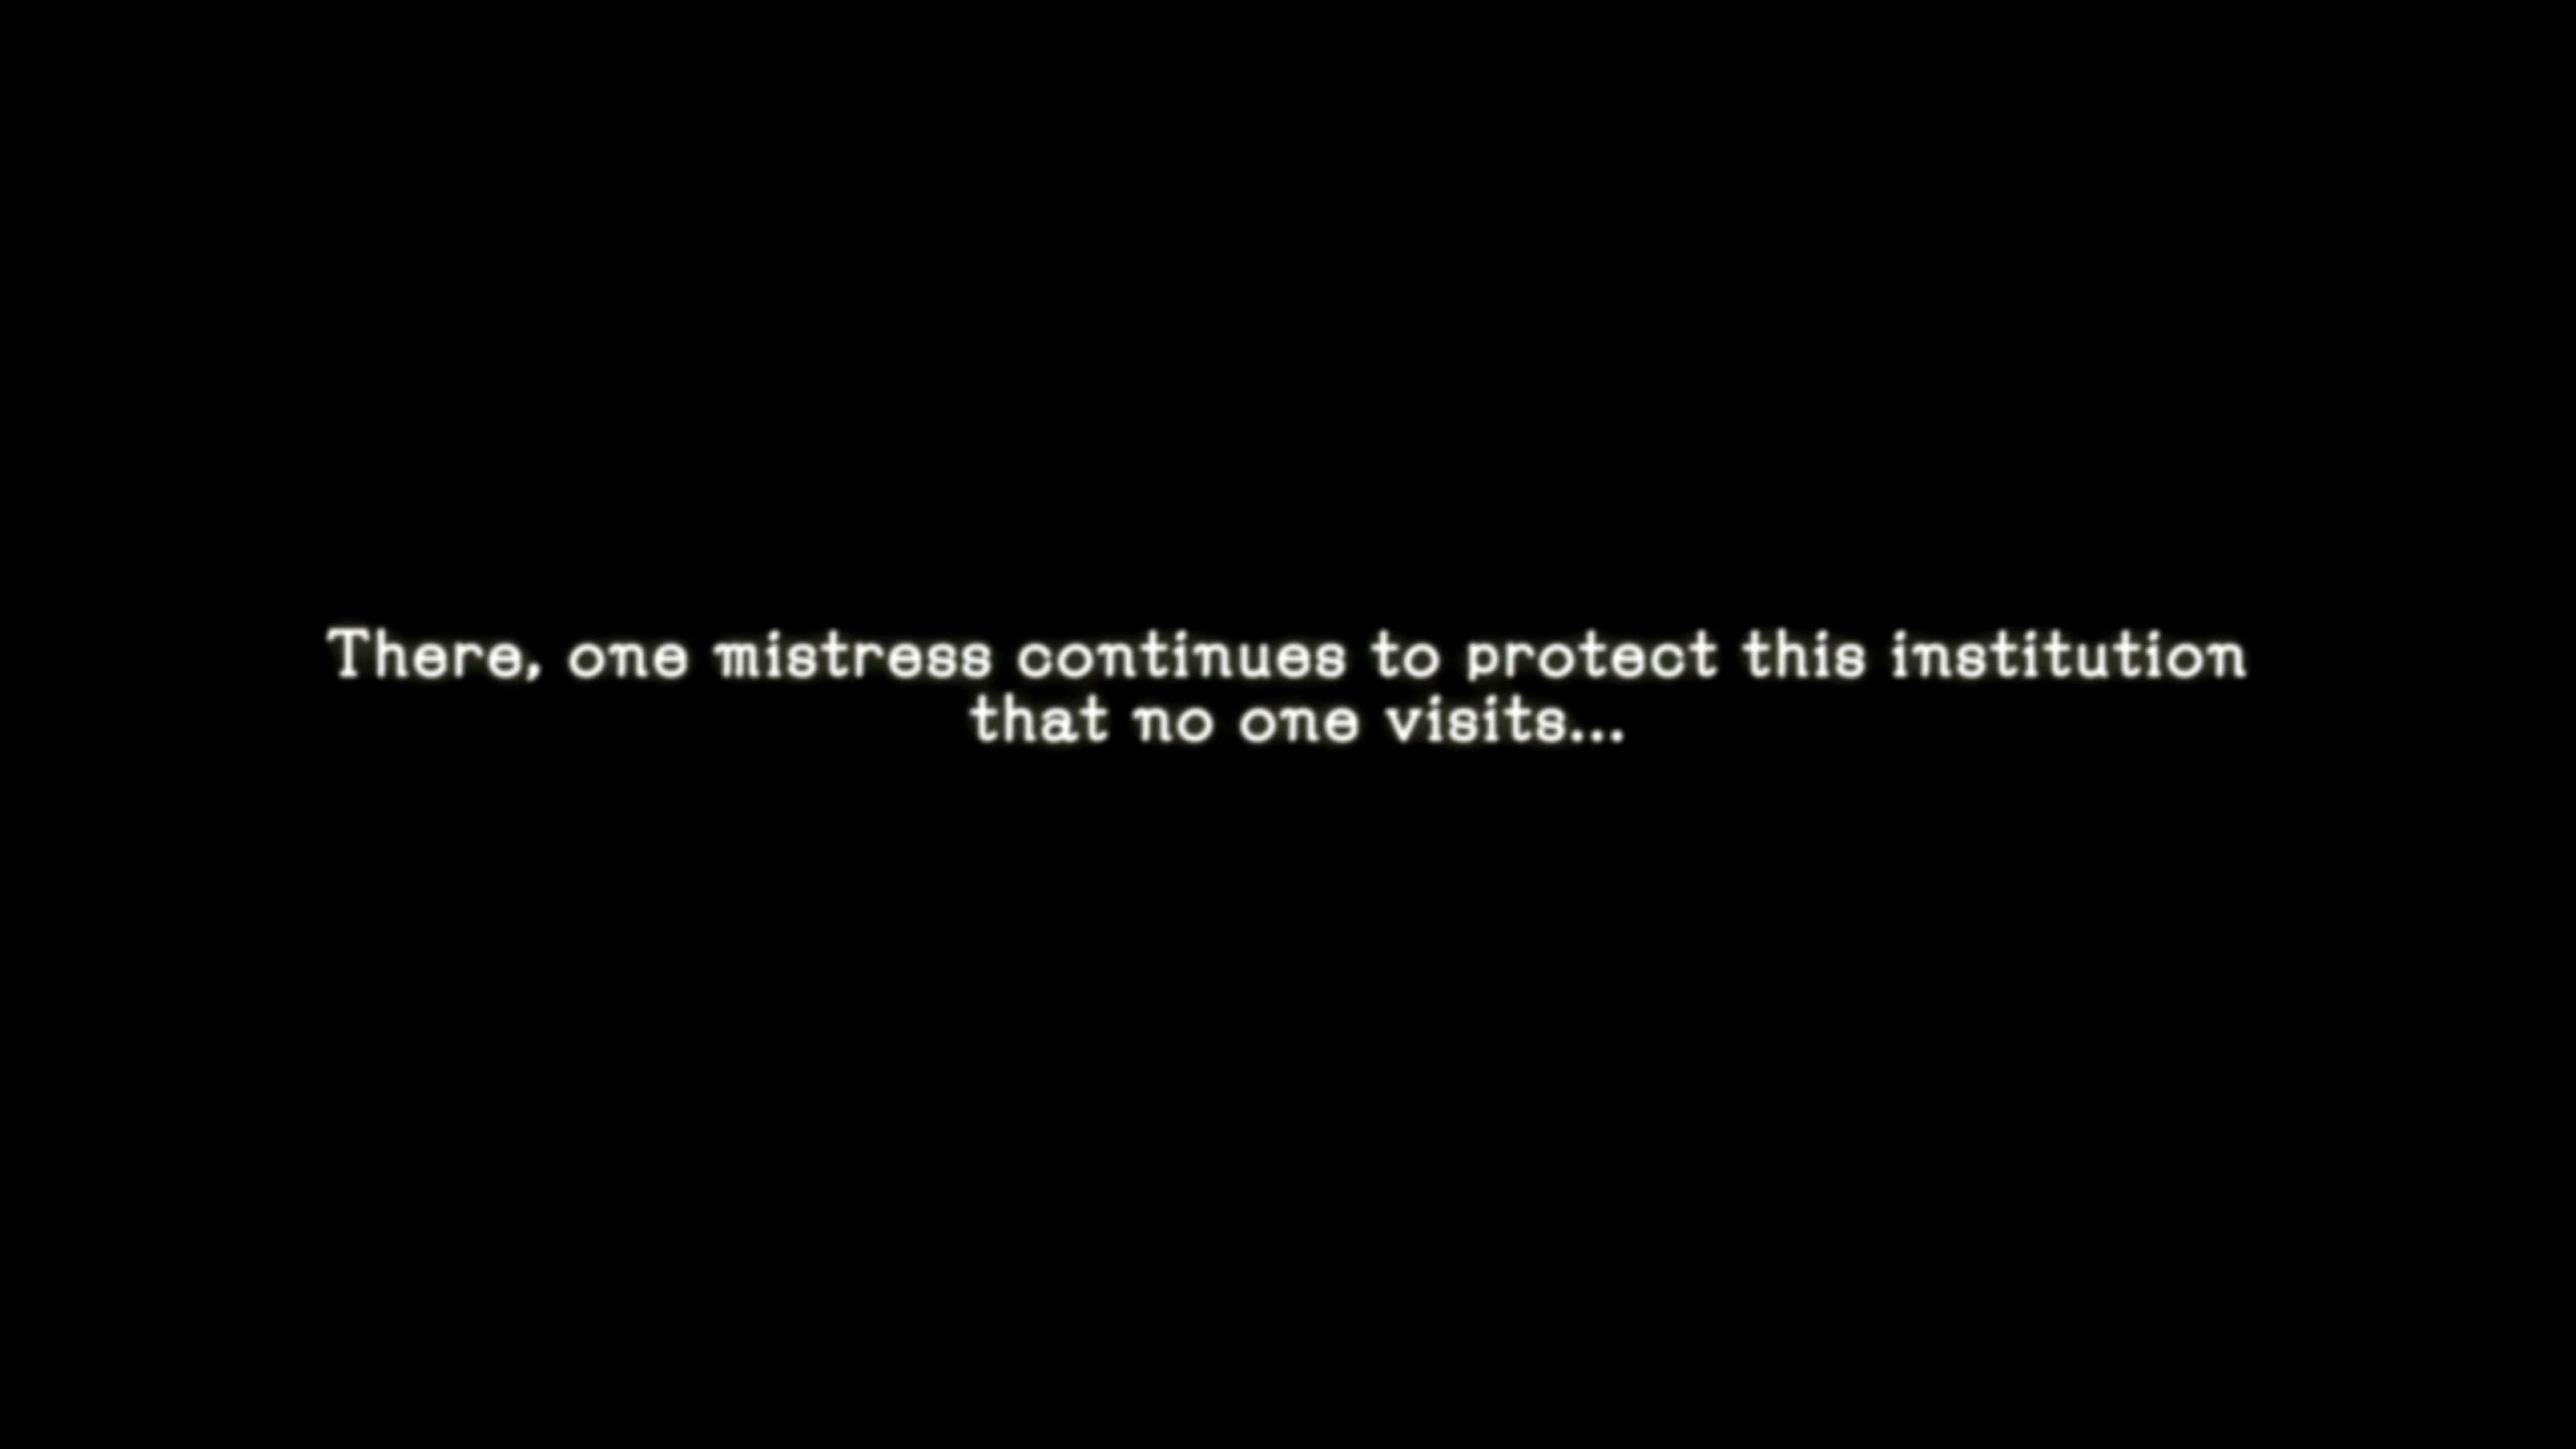 There, one mistress continues to protect this institution
that no one visits...